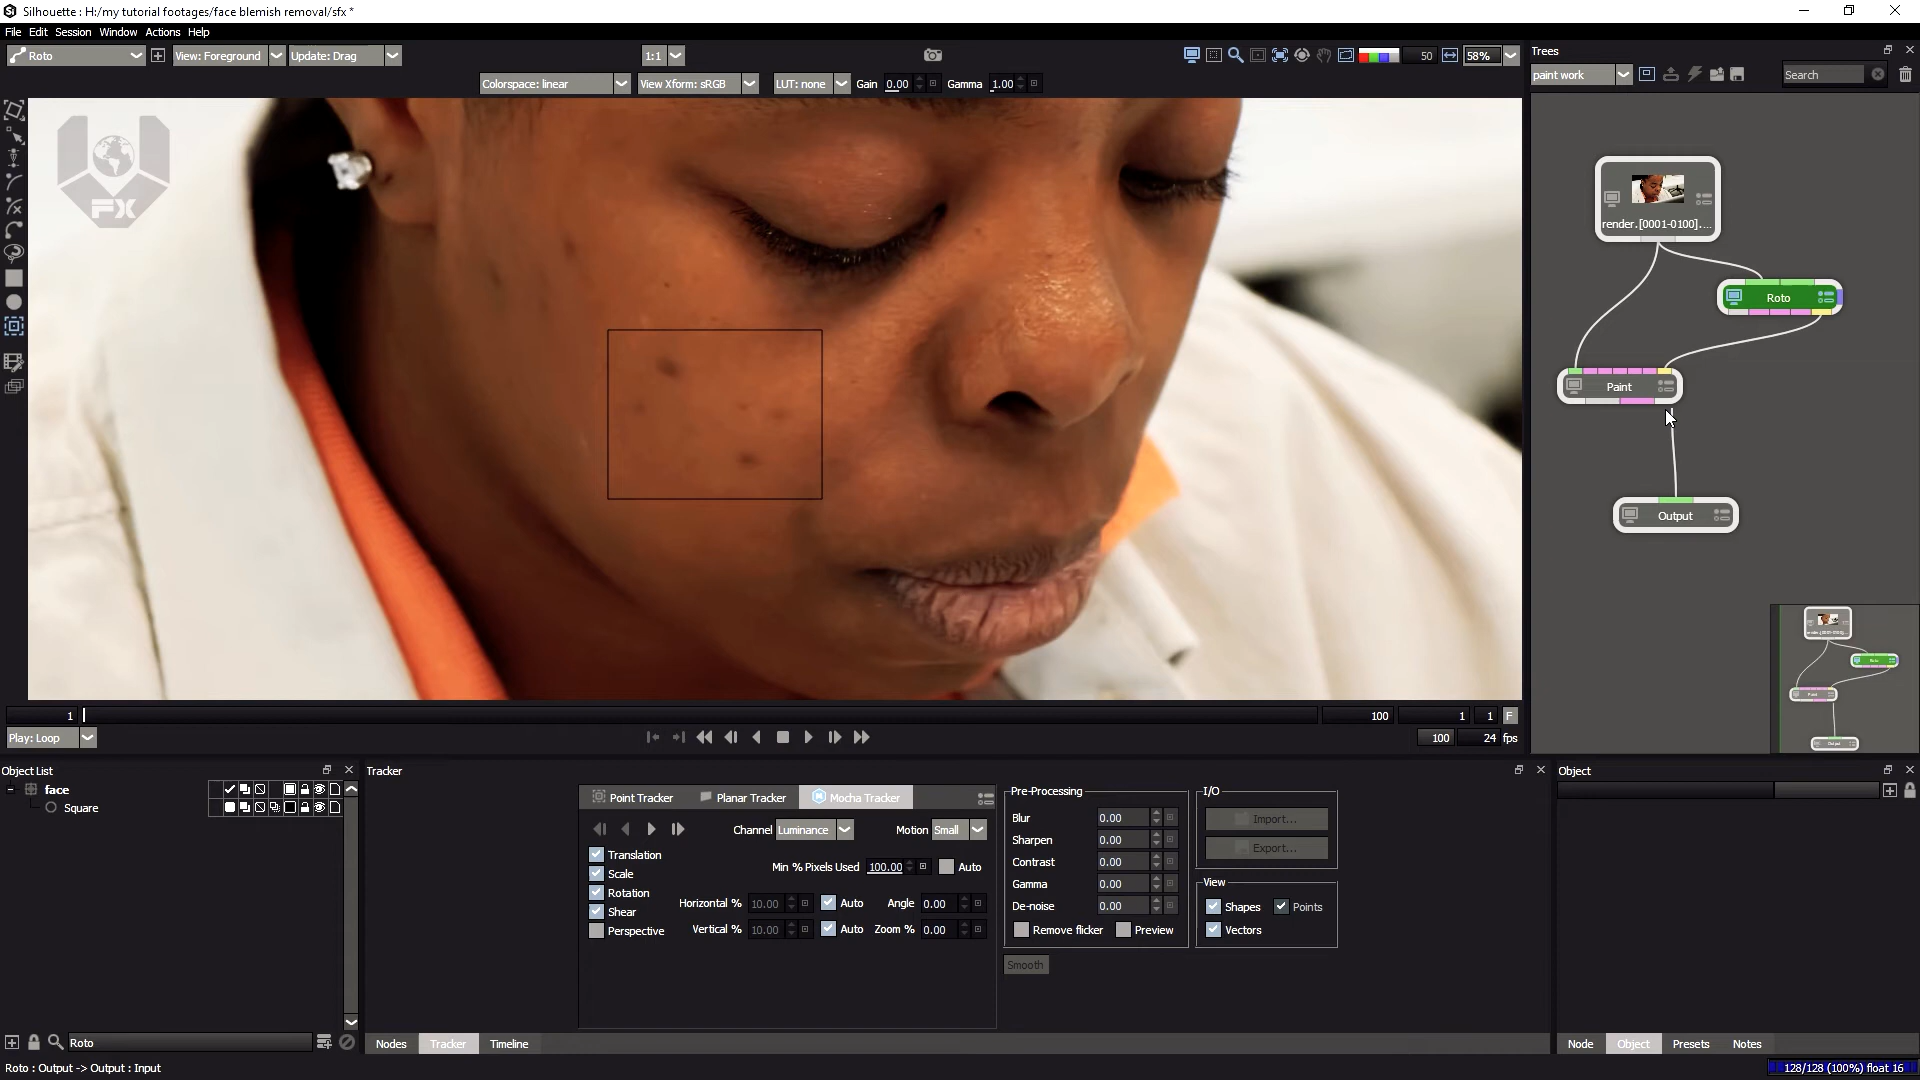 Silhouette : H:/my tutorial footages/face blemish removal/sfx *
File Edit Session Window Actions Help
Roto View: Foreground Update: Drag 1:1 50 58%
Colorspace: linear View Xform: sRGB LUT: none Gain 0.00 Gamma 1.00
FX
Trees
paint work Search
render.[0001-0100]....
Roto
Paint
Output
1 100 1 1 F
Play: Loop 100 24 fps
Object List
face
Square
Roto
Tracker
Point Tracker Planar Tracker Mocha Tracker
Channel Luminance Motion Small
Translation
Scale
Rotation
Shear
Perspective
Min % Pixels Used 100.00 Auto
Horizontal % 10.00 Auto Angle 0.00
Vertical % 10.00 Auto Zoom % 0.00
Pre-Processing
Blur 0.00
Sharpen 0.00
Contrast 0.00
Gamma 0.00
De-noise 0.00
Remove flicker Preview
Smooth
I/O
Import...
Export...
View
Shapes Points
Vectors
Nodes Tracker Timeline
Object
Node Object Presets Notes
Roto : Output -> Output : Input
128/128 (100%) float 16